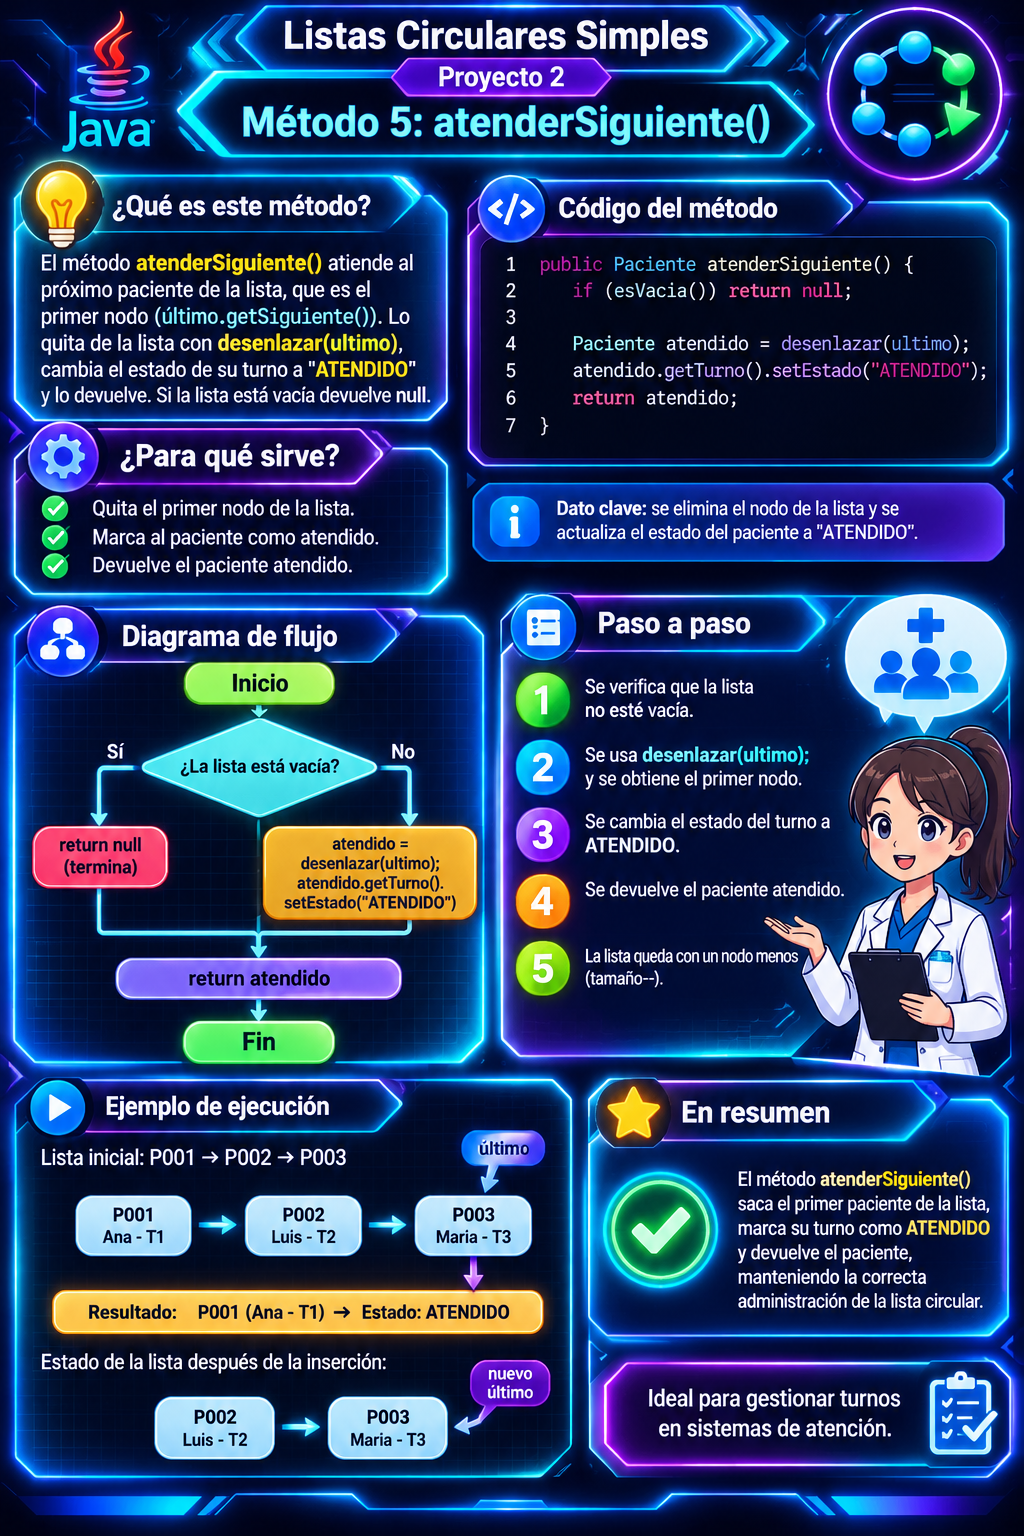 Java
Listas Circulares Simples
Proyecto 2
Método 5: atenderSiguiente()
¿Qué es este método?
El método atenderSiguiente() atiende al
próximo paciente de la lista, que es el
primer nodo (último.getSiguiente()). Lo
quita de la lista con desenlazar(ultimo),
cambia el estado de su turno a "ATENDIDO"
y lo devuelve. Si la lista está vacía devuelve null.
</> Código del método
1 public Paciente atenderSiguiente() {
2 if (esVacia()) return null;
3
4 Paciente atendido = desenlazar(ultimo);
5 atendido.getTurno().setEstado("ATENDIDO");
6 return atendido;
7 }
¿Para qué sirve?
Quita el primer nodo de la lista.
Marca al paciente como atendido.
Devuelve el paciente atendido.
i
Dato clave: se elimina el nodo de la lista y se
actualiza el estado del paciente a "ATENDIDO".
Diagrama de flujo
Inicio
¿La lista está vacía?
Sí
No
return null
(termina)
atendido =
desenlazar(ultimo);
atendido.getTurno().
setEstado("ATENDIDO")
return atendido
Fin
Paso a paso
1 Se verifica que la lista
no esté vacía.
2 Se usa desenlazar(ultimo);
y se obtiene el primer nodo.
3 Se cambia el estado del turno a
ATENDIDO.
4 Se devuelve el paciente atendido.
5 La lista queda con un nodo menos
(tamaño--).
Ejemplo de ejecución
Lista inicial: P001 → P002 → P003
último
P001
Ana - T1
P002
Luis - T2
P003
Maria - T3
Resultado: P001 (Ana - T1) → Estado: ATENDIDO
Estado de la lista después de la inserción:
nuevo
último
P002
Luis - T2
P003
Maria - T3
En resumen
El método atenderSiguiente()
saca el primer paciente de la lista,
marca su turno como ATENDIDO
y devuelve el paciente,
manteniendo la correcta
administración de la lista circular.
Ideal para gestionar turnos
en sistemas de atención.